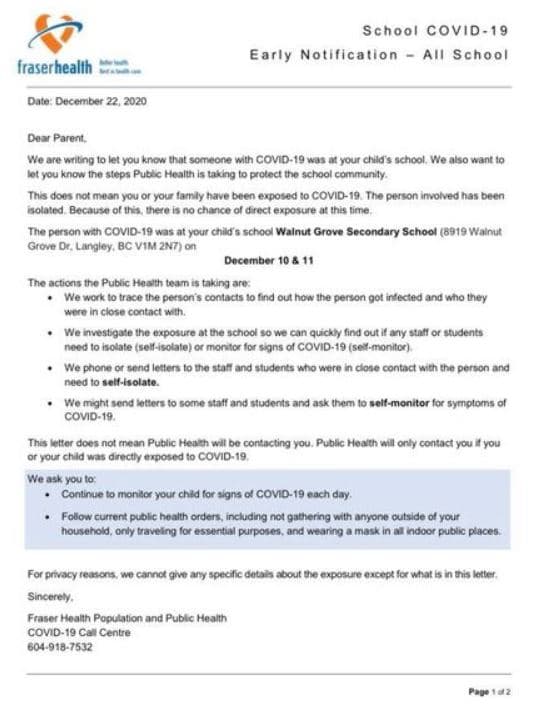 School COVID-19
Early Notification – All School
fraserhealth
Better health.
Best in health care.
Date: December 22, 2020
Dear Parent,
We are writing to let you know that someone with COVID-19 was at your child's school. We also want to
let you know the steps Public Health is taking to protect the school community.
This does not mean you or your family have been exposed to COVID-19. The person involved has been
isolated. Because of this, there is no chance of direct exposure at this time.
The person with COVID-19 was at your child's school Walnut Grove Secondary School (8919 Walnut
Grove Dr, Langley, BC V1M 2N7) on
December 10 & 11
The actions the Public Health team is taking are:
• We work to trace the person's contacts to find out how the person got infected and who they
were in close contact with.
• We investigate the exposure at the school so we can quickly find out if any staff or students
need to isolate (self-isolate) or monitor for signs of COVID-19 (self-monitor).
• We phone or send letters to the staff and students who were in close contact with the person and
need to self-isolate.
• We might send letters to some staff and students and ask them to self-monitor for symptoms of
COVID-19.
This letter does not mean Public Health will be contacting you. Public Health will only contact you if you
or your child was directly exposed to COVID-19.
We ask you to:
• Continue to monitor your child for signs of COVID-19 each day.
• Follow current public health orders, including not gathering with anyone outside of your
household, only traveling for essential purposes, and wearing a mask in all indoor public places.
For privacy reasons, we cannot give any specific details about the exposure except for what is in this letter.
Sincerely,
Fraser Health Population and Public Health
COVID-19 Call Centre
604-918-7532
Page 1 of 2